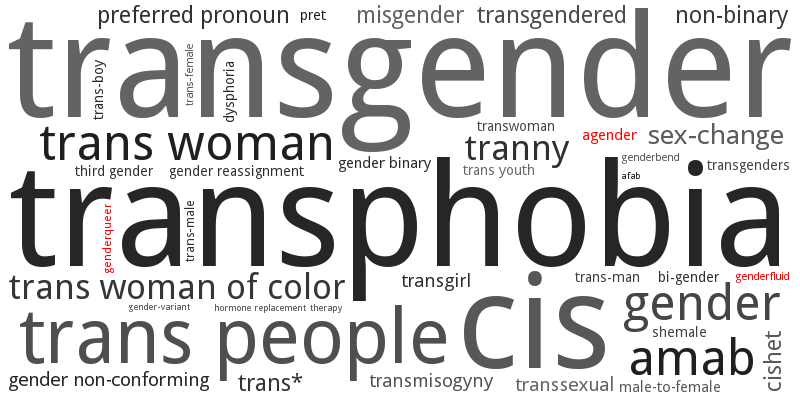 preferred pronoun
pret
misgender
transgendered
non-binary
transgender
trans-boy
trans-female
dysphoria
trans woman
transwoman
tranny
agender
sex-change
third gender
gender reassignment
gender binary
trans youth
genderbend
afab
transgenders
transphobia
genderqueer
trans-male
trans woman of color
transgirl
trans-man
bi-gender
genderfluid
gender-variant
hormone replacement therapy
trans people
cis
gender
shemale
amab
cishet
gender non-conforming
trans*
transmisogyny
transsexual
male-to-female